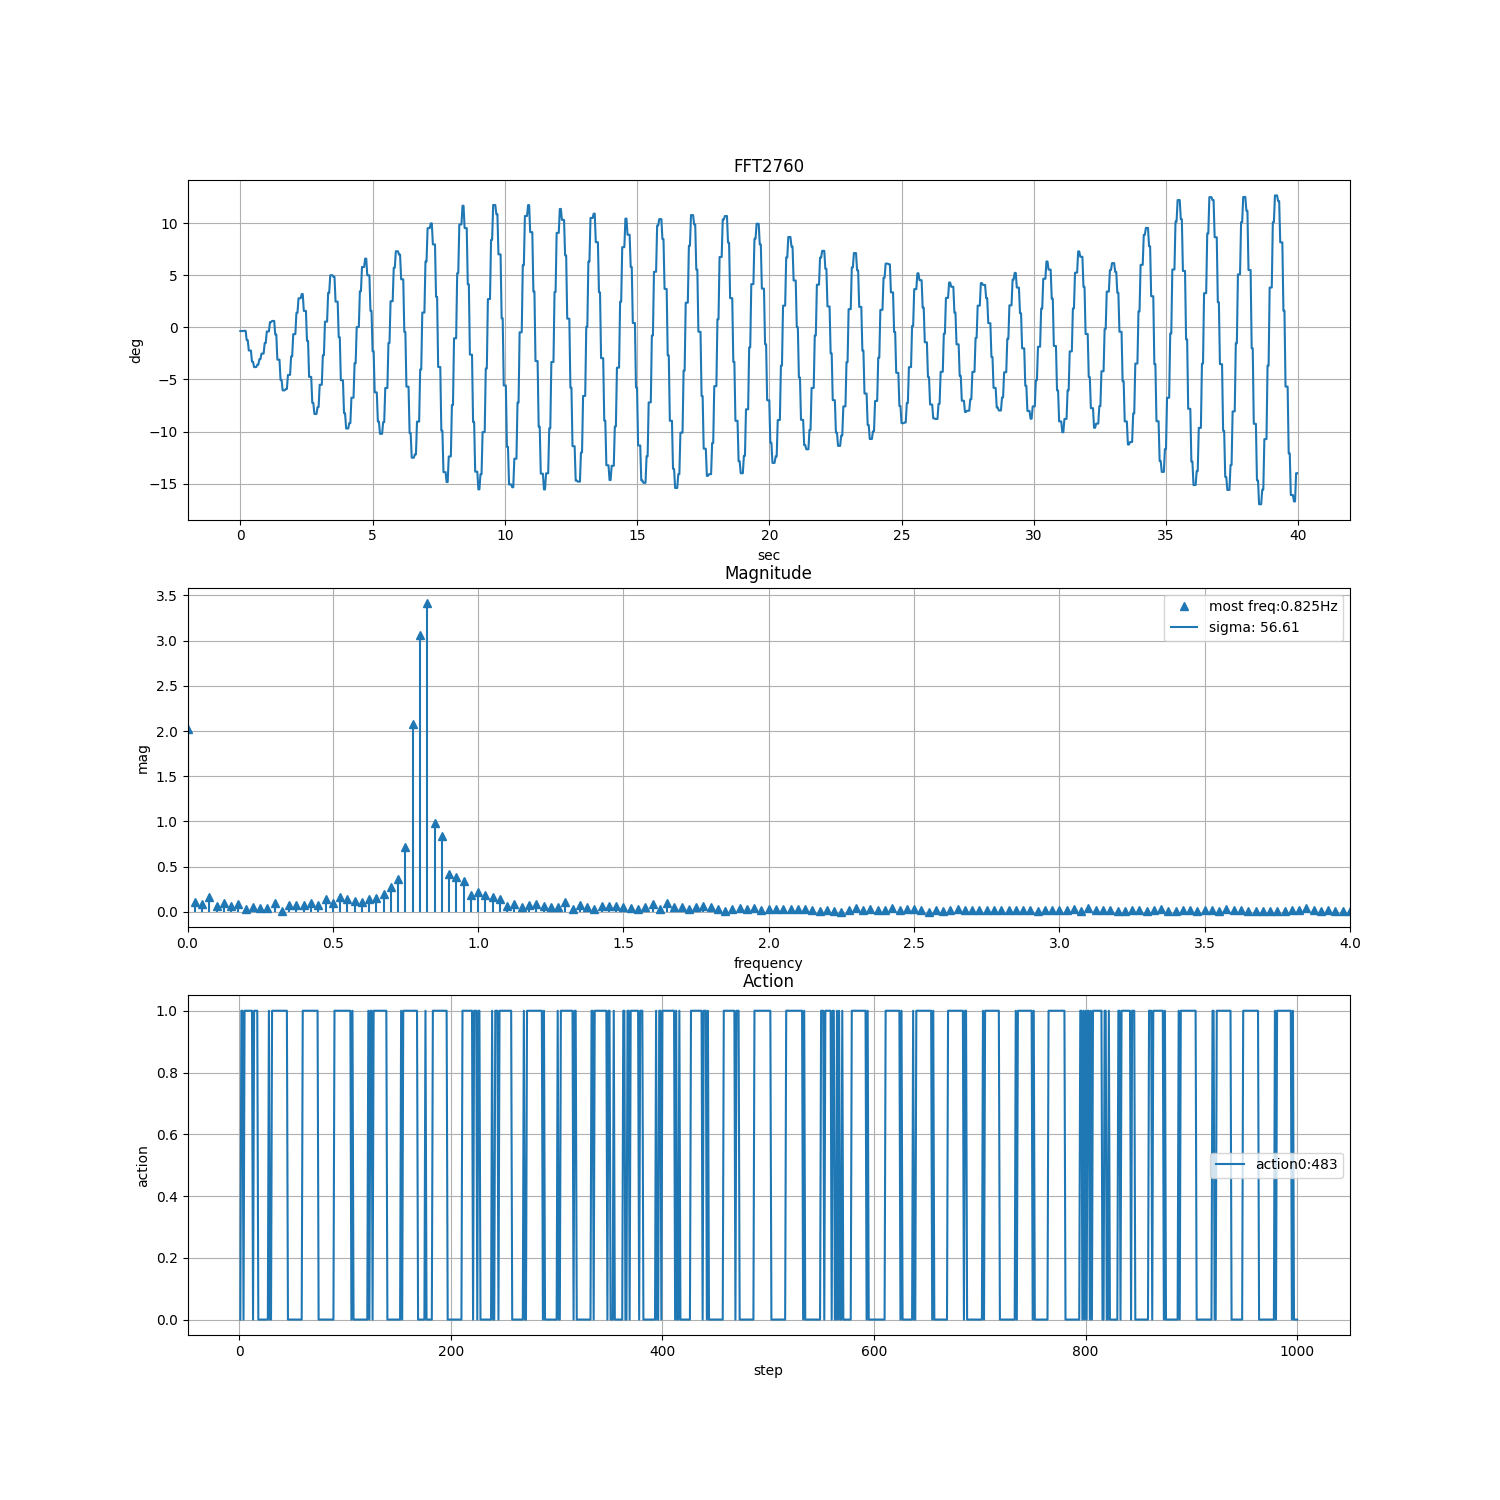 FFT2760
10
5
0
−5
−10
−15
deg
0 5 10 15 20 25 30 35 40
sec
Magnitude
3.5
3.0
2.5
2.0
1.5
1.0
0.5
0.0
mag
most freq:0.825Hz
sigma: 56.61
0.0 0.5 1.0 1.5 2.0 2.5 3.0 3.5 4.0
frequency
Action
1.0
0.8
0.6
0.4
0.2
0.0
action
action0:483
0 200 400 600 800 1000
step